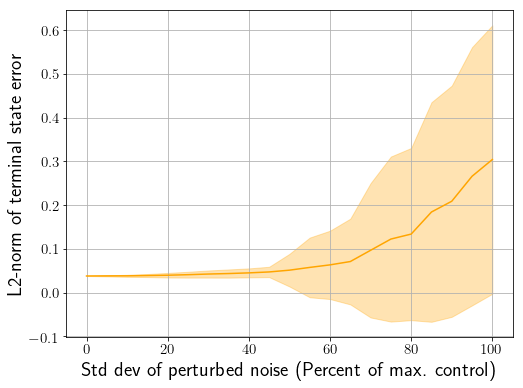 L2-norm of terminal state error
0.6
0.5
0.4
0.3
0.2
0.1
0.0
−0.1
0 20 40 60 80 100
Std dev of perturbed noise (Percent of max. control)